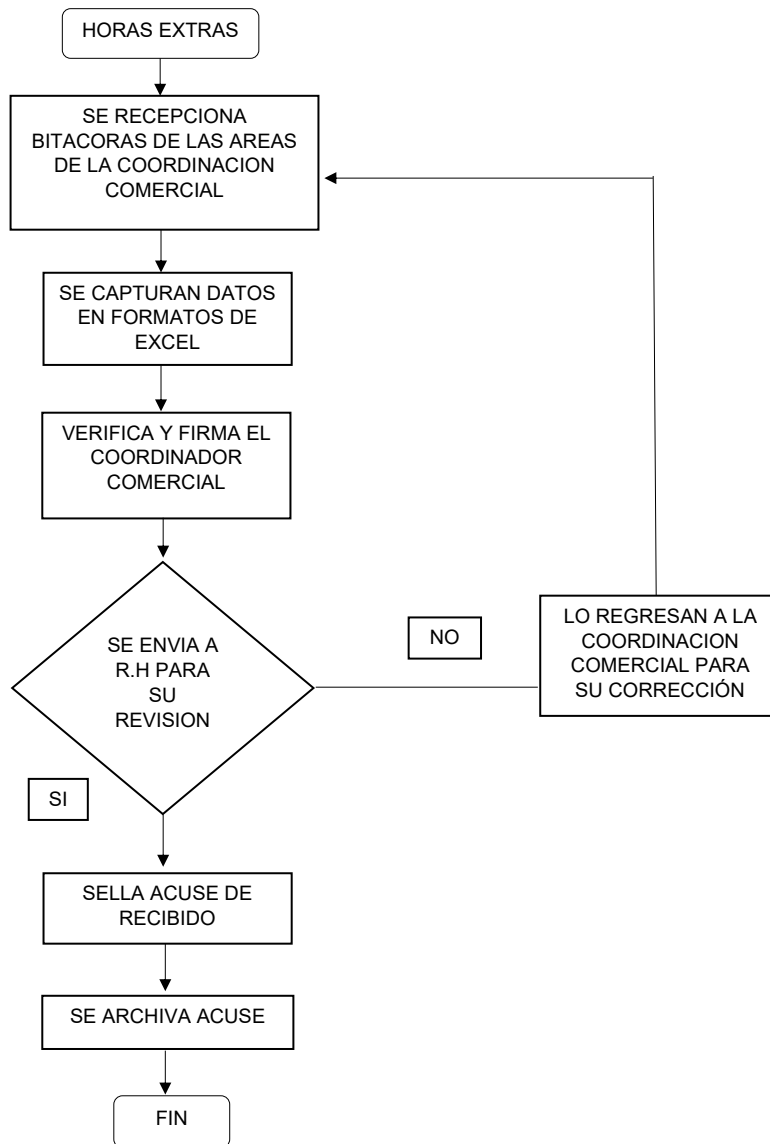 HORAS EXTRAS
SE RECEPCIONA
BITACORAS DE LAS AREAS
DE LA COORDINACION
COMERCIAL
SE CAPTURAN DATOS
EN FORMATOS DE
EXCEL
VERIFICA Y FIRMA EL
COORDINADOR
COMERCIAL
SE ENVIA A
R.H PARA
SU
REVISION
NO
LO REGRESAN A LA
COORDINACION
COMERCIAL PARA
SU CORRECCIÓN
SI
SELLA ACUSE DE
RECIBIDO
SE ARCHIVA ACUSE
FIN